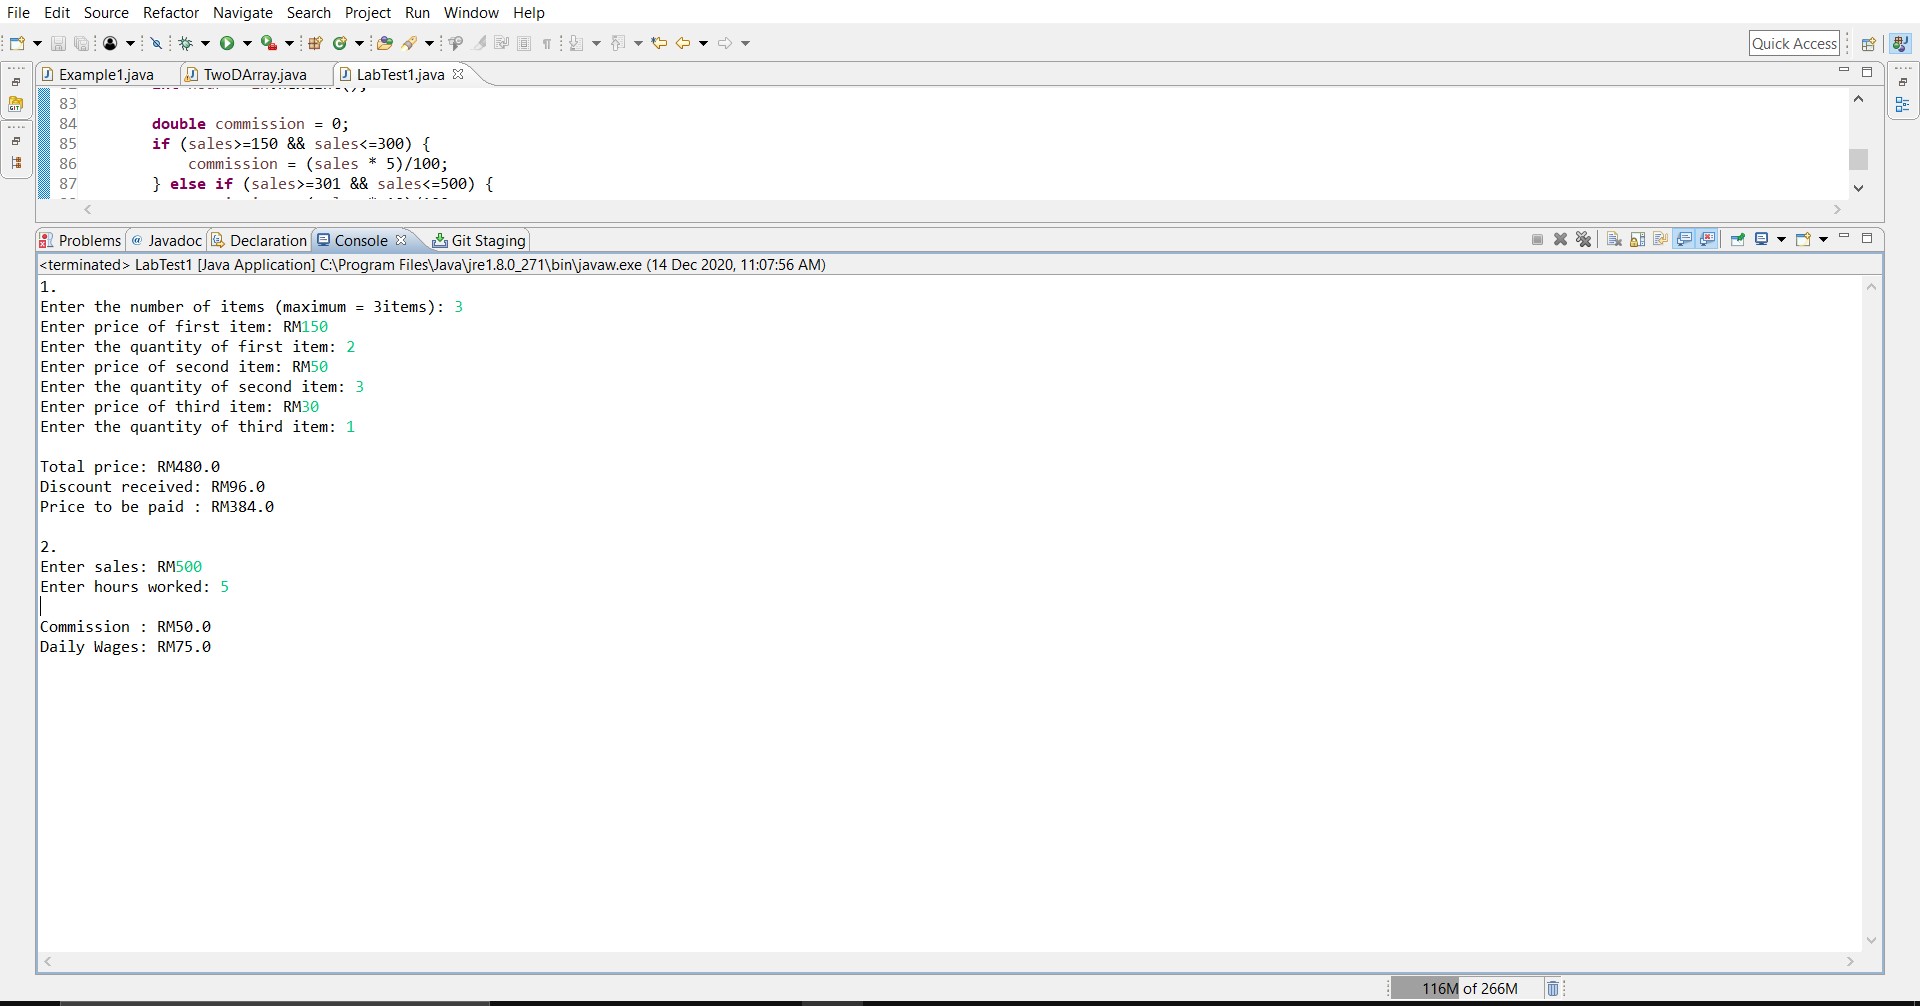 File Edit Source Refactor Navigate Search Project Run Window Help
Quick Access
Example1.java TwoDArray.java LabTest1.java
83
84 double commission = 0;
85 if (sales>=150 && sales<=300) {
86 commission = (sales * 5)/100;
87 } else if (sales>=301 && sales<=500) {
Problems @ Javadoc Declaration Console Git Staging
<terminated> LabTest1 [Java Application] C:\Program Files\Java\jre1.8.0_271\bin\javaw.exe (14 Dec 2020, 11:07:56 AM)
1.
Enter the number of items (maximum = 3items): 3
Enter price of first item: RM150
Enter the quantity of first item: 2
Enter price of second item: RM50
Enter the quantity of second item: 3
Enter price of third item: RM30
Enter the quantity of third item: 1
Total price: RM480.0
Discount received: RM96.0
Price to be paid : RM384.0
2.
Enter sales: RM500
Enter hours worked: 5
Commission : RM50.0
Daily Wages: RM75.0
116M of 266M